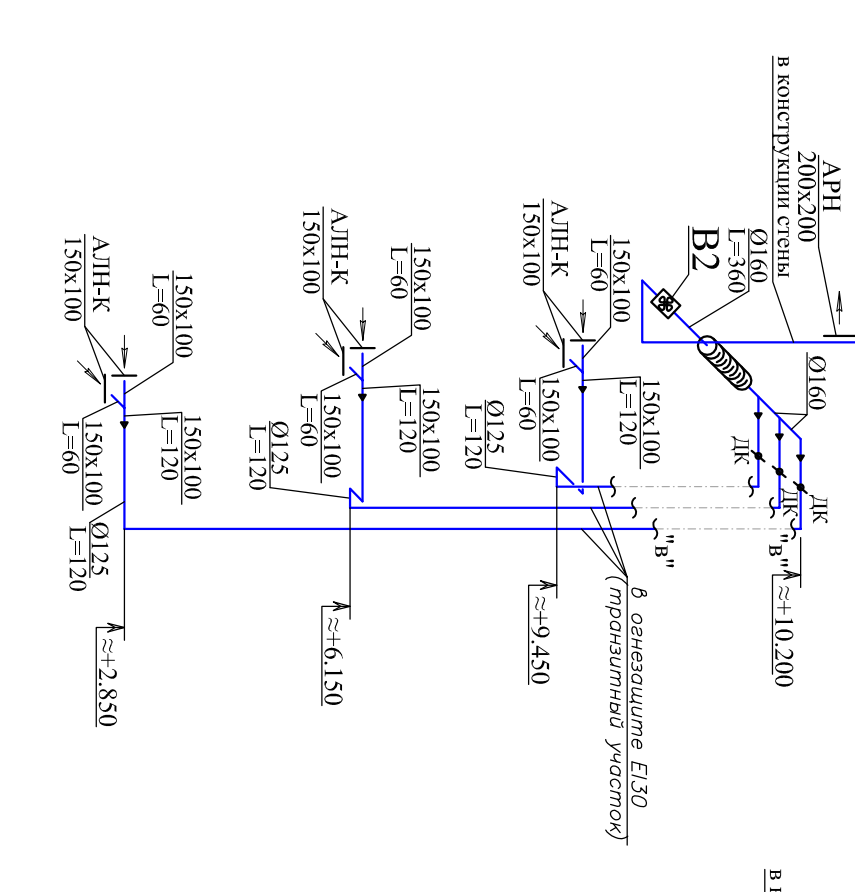 в конструкции стены
АРН
200х200
Ø160
L=360
В2
Ø160
ДК
ДК
ДК
"в"
≈+10.200
АЛН-К
150х100
150х100
L=60
150х100
L=60
150х100
L=120
Ø125
L=120
"в"
≈+9.450
в огнезащите EI30
(транзитный участок)
АЛН-К
150х100
150х100
L=60
150х100
L=60
150х100
L=120
Ø125
L=120
≈+6.150
АЛН-К
150х100
150х100
L=60
150х100
L=60
150х100
L=120
Ø125
L=120
≈+2.850